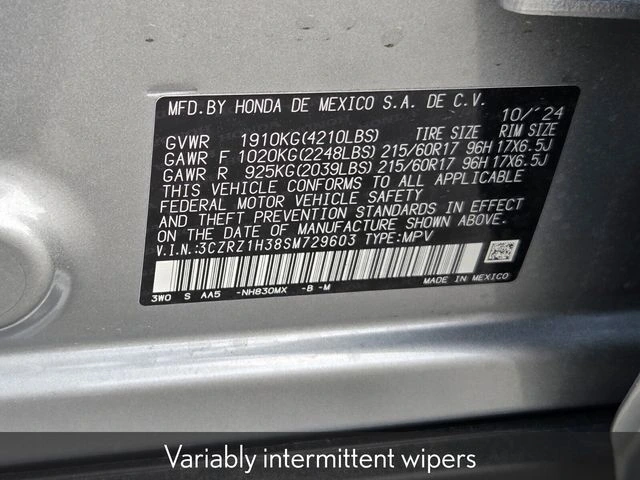 MFD.BY HONDA DE MEXICO S.A. DE C.V.
10/'24
GVWR 1910KG(4210LBS) TIRE SIZE RIM SIZE
GAWR F 1020KG(2248LBS) 215/60R17 96H 17X6.5J
GAWR R 925KG(2039LBS) 215/60R17 96H 17X6.5J
THIS VEHICLE CONFORMS TO ALL APPLICABLE
FEDERAL MOTOR VEHICLE SAFETY
AND THEFT PREVENTION STANDARDS IN EFFECT
ON THE DATE OF MANUFACTURE SHOWN ABOVE.
V.I.N.:3CZRZ1H38SM729603 TYPE:MPV
3W0 S AA5 -NH830MX -B -M
MADE IN MEXICO
Variably intermittent wipers